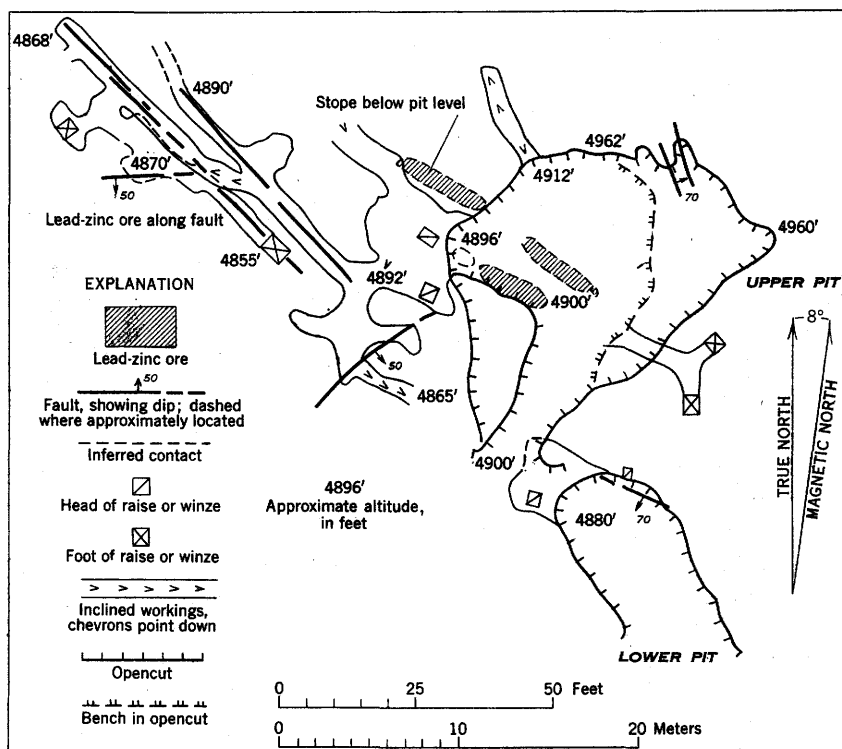 4868'
4890'
Stope below pit level
4962'
4912'
70
4870'
50
4960'
Lead-zinc ore along fault
4896'
4855'
4892'
4900'
UPPER PIT
EXPLANATION
Lead-zinc ore
8°
50
50
4865'
Fault, showing dip; dashed
where approximately located
Inferred contact
4900'
4896'
Approximate altitude,
in feet
TRUE NORTH
MAGNETIC NORTH
Head of raise or winze
4880'
70
Foot of raise or winze
Inclined workings,
chevrons point down
LOWER PIT
Opencut
0 25 50 Feet
Bench in opencut
0 10 20 Meters